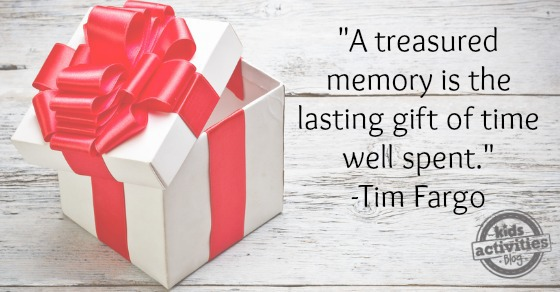 "A treasured
memory is the
lasting gift of time
well spent."
-Tim Fargo
kids
activities
Blog